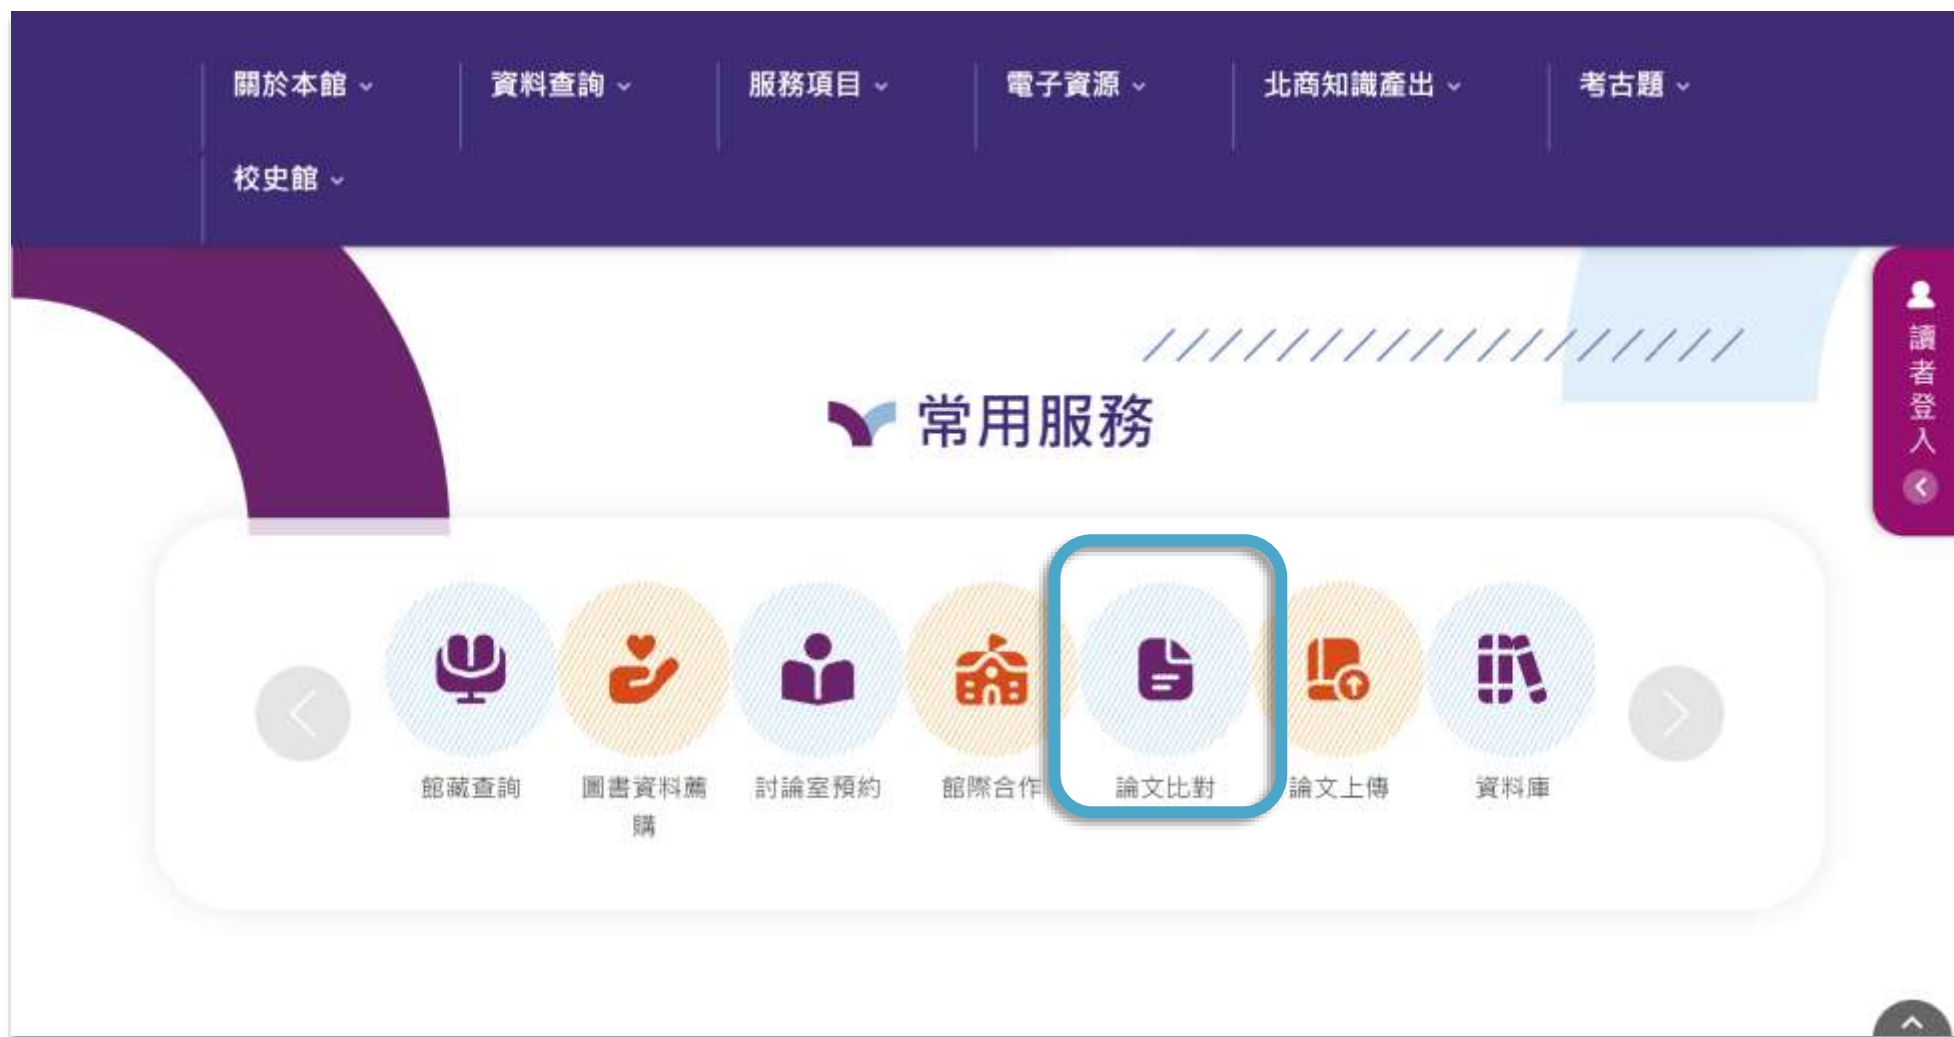 關於本館
資料查詢
服務項目
電子資源
北商知識產出
考古題
校史館
讀者登入
常用服務
館藏查詢
圖書資料薦
購
討論室預約
館際合作
論文比對
論文上傳
資料庫